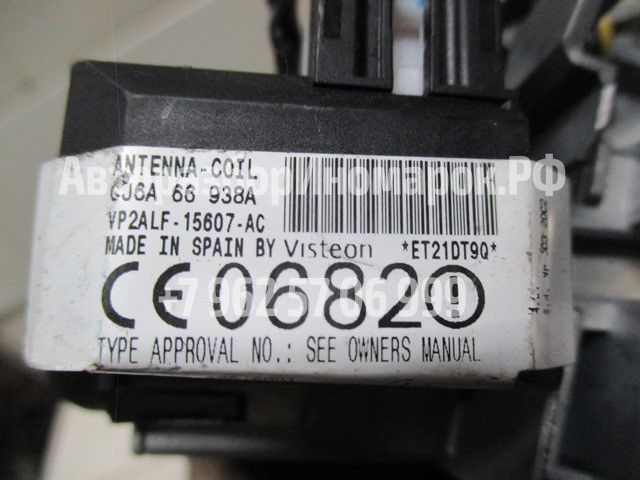 ANTENNA-COIL
GJ6A 66 938A
VP2ALF-15607-AC
MADE IN SPAIN BY Visteon
*ET21DT9Q*
CE 0682
TYPE APPROVAL NO.: SEE OWNERS MANUAL
АвторазборИномарок.РФ